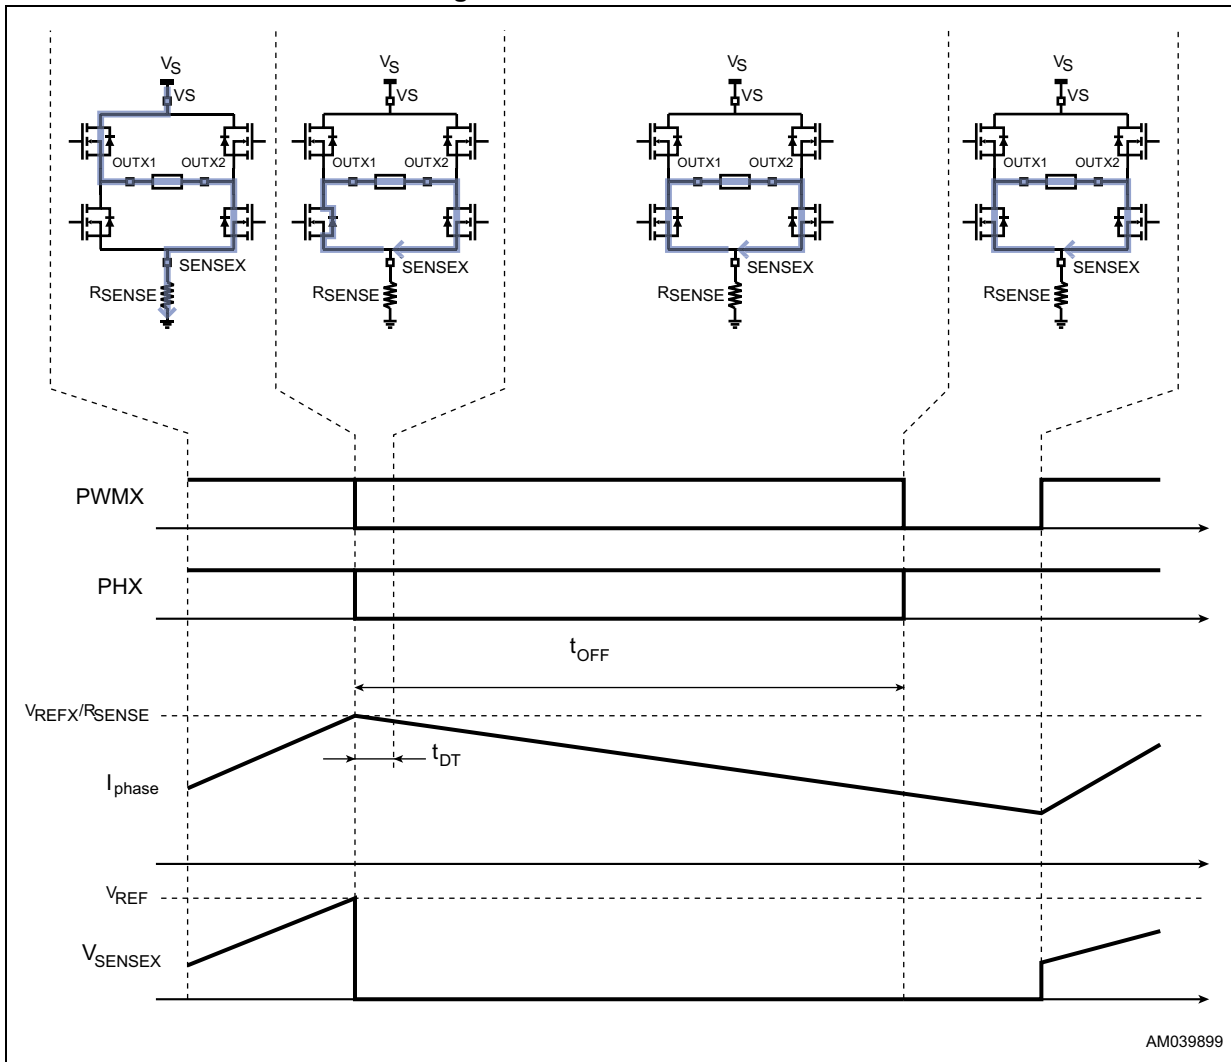 VS
VS
OUTX1 OUTX2
SENSEX
RSENSE
VS
VS
OUTX1 OUTX2
SENSEX
RSENSE
VS
VS
OUTX1 OUTX2
SENSEX
RSENSE
VS
VS
OUTX1 OUTX2
SENSEX
RSENSE
PWMX
PHX
tOFF
VREFX/RSENSE
tDT
Iphase
VREF
VSENSEX
AM039899